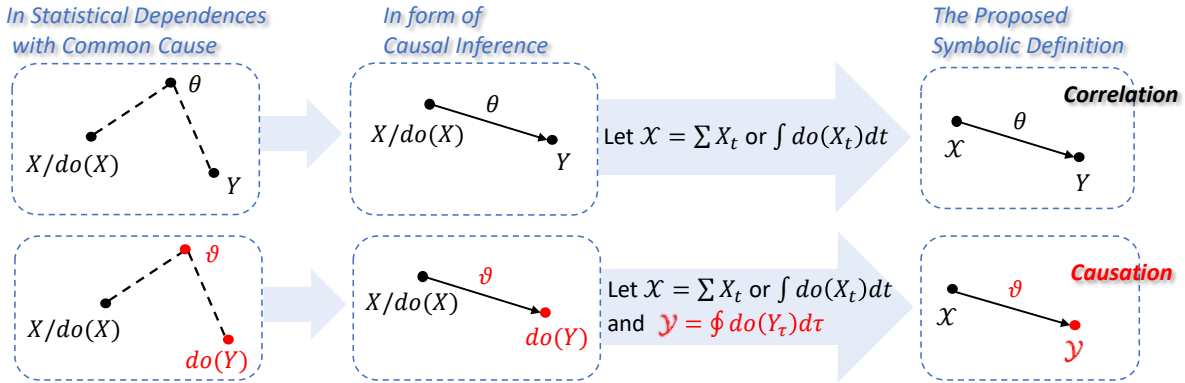 In Statistical Dependences
with Common Cause
In form of
Causal Inference
The Proposed
Symbolic Definition
θ
X/do(X)
Y
θ
X/do(X)
Y
Let 𝒳 = ∑ X_t or ∫ do(X_t)dt
Correlation
θ
𝒳
Y
ϑ
X/do(X)
do(Y)
ϑ
X/do(X)
do(Y)
Let 𝒳 = ∑ X_t or ∫ do(X_t)dt
and 𝒴 = ∮ do(Y_τ)dτ
Causation
ϑ
𝒳
𝒴